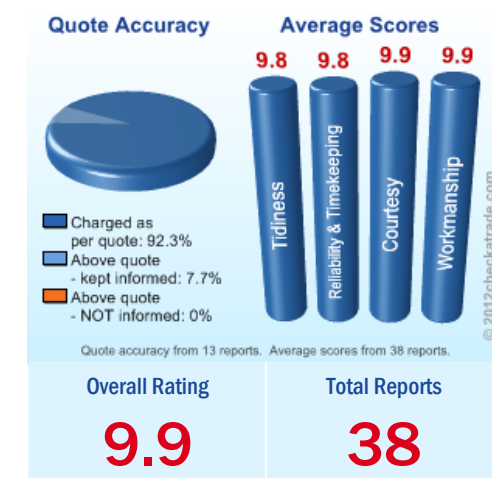 Quote Accuracy
Charged as
per quote: 92.3%
Above quote
- kept informed: 7.7%
Above quote
- NOT informed: 0%
Average Scores
9.8 9.8 9.9 9.9
Tidiness
Reliability & Timekeeping
Courtesy
Workmanship
© 2012checkatrade.com
Quote accuracy from 13 reports. Average scores from 38 reports.
Overall Rating
9.9
Total Reports
38